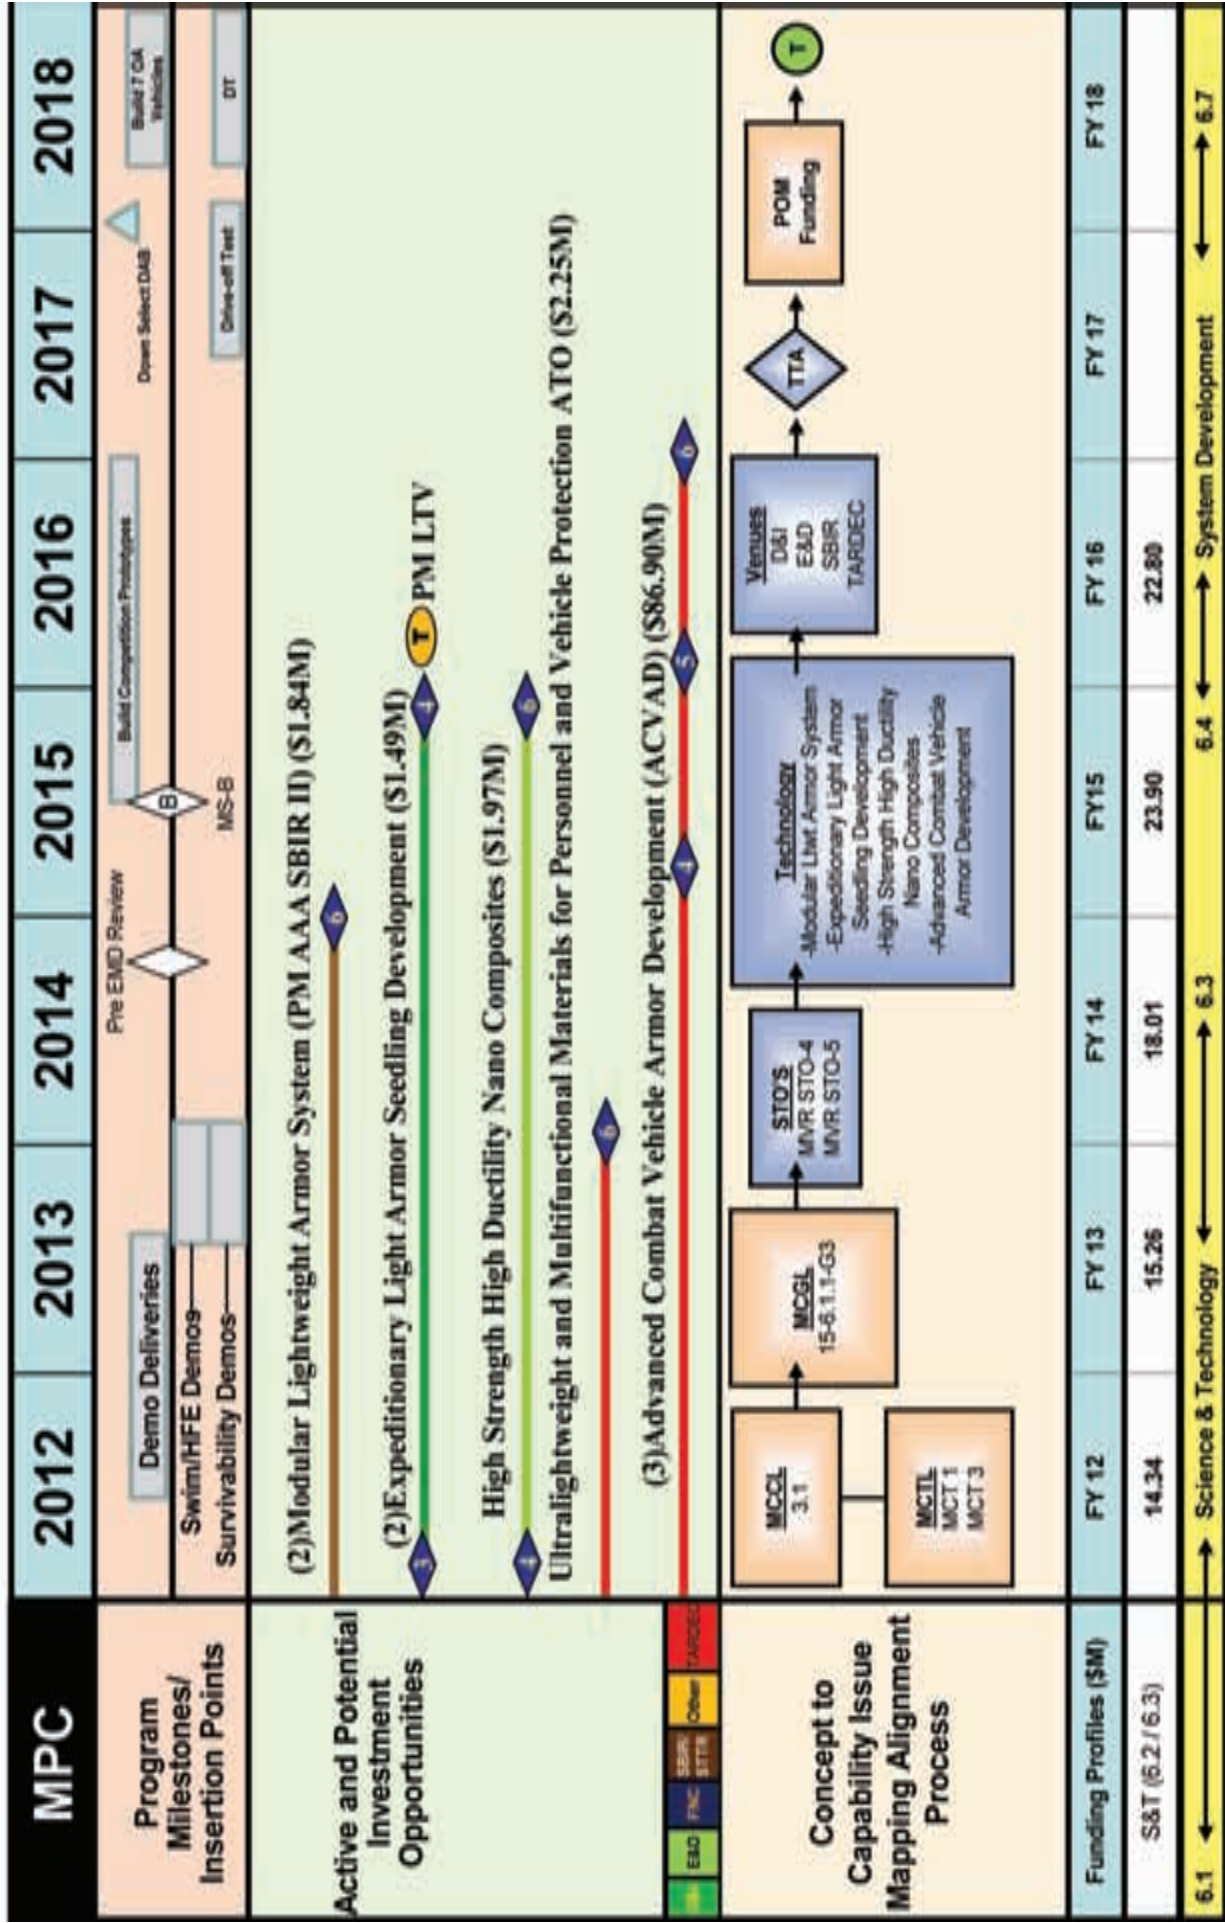 MPC
2012
2013
2014
2015
2016
2017
2018
Program
Milestones/
Insertion Points
Demo Deliveries
Swim/HFE Demos
Survivability Demos
Pre EMD Review
B
MS-B
Build Competition Prototypes
Down Select DAB
Drive-off Test
Build 7 OA
Vehicles
DT
Active and Potential
Investment
Opportunities
(2)Modular Lightweight Armor System (PM AAA SBIR II) ($1.84M)
6
(2)Expeditionary Light Armor Seedling Development ($1.49M)
3
4
T
PM LTV
High Strength High Ductility Nano Composites ($1.97M)
4
6
Ultralightweight and Multifunctional Materials for Personnel and Vehicle Protection ATO ($2.25M)
6
(3)Advanced Combat Vehicle Armor Development (ACVAD) ($86.90M)
4
5
6
E&D
FNC
SBIR
STTR
Other
TARDEC
Concept to
Capability Issue
Mapping Alignment
Process
MCCL
3.1
MCTL
MCT 1
MCT 3
MCGL
15-6.1.1-G3
STO'S
MVR STO-4
MVR STO-5
Technology
-Modular Ltwt Armor System
-Expeditionary Light Armor
Seedling Development
-High Strength High Ductility
Nano Composites
-Advanced Combat Vehicle
Armor Development
Venues
D&I
E&D
SBIR
TARDEC
TTA
POM
Funding
T
Funding Profiles ($M)
FY 12
FY 13
FY 14
FY15
FY 16
FY 17
FY 18
S&T (6.2 / 6.3)
14.34
15.26
18.01
23.90
22.80
6.1
Science & Technology
6.3
6.4
System Development
6.7